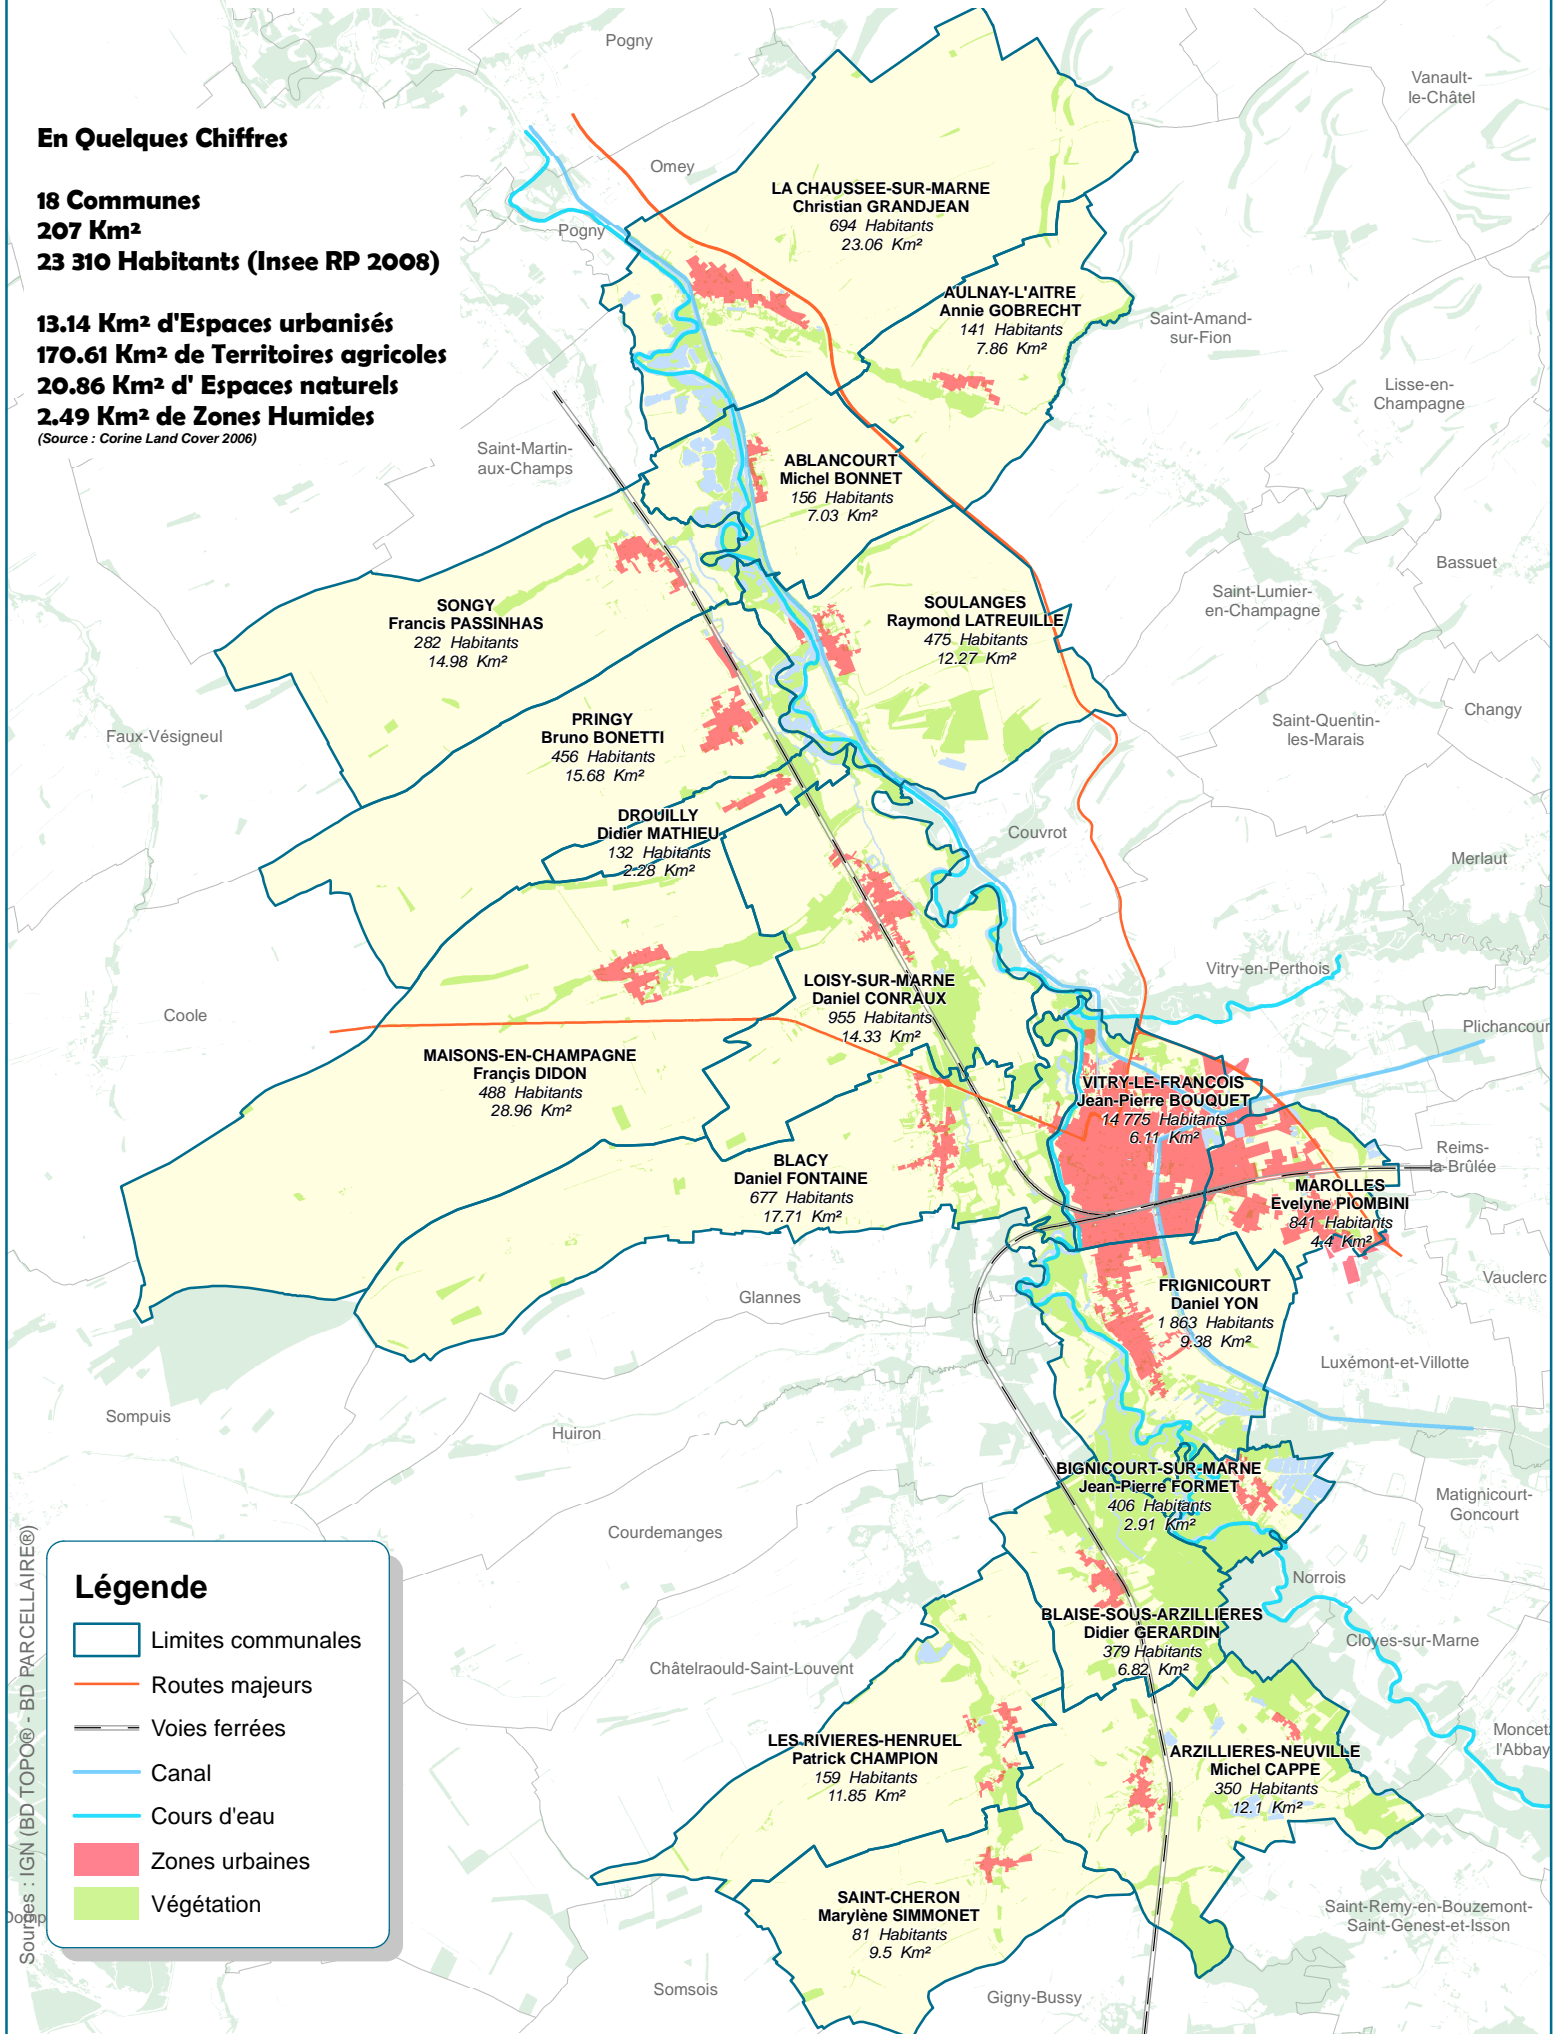 Pogny
Vanault-
le-Châtel
En Quelques Chiffres
18 Communes
207 Km²
23 310 Habitants (Insee RP 2008)
13.14 Km² d'Espaces urbanisés
170.61 Km² de Territoires agricoles
20.86 Km² d' Espaces naturels
2.49 Km² de Zones Humides
(Source : Corine Land Cover 2006)
Omey
LA CHAUSSEE-SUR-MARNE
Christian GRANDJEAN
694 Habitants
23.06 Km²
Pogny
AULNAY-L'AITRE
Annie GOBRECHT
141 Habitants
7.86 Km²
Saint-Amand-
sur-Fion
Lisse-en-
Champagne
Saint-Martin-
aux-Champs
ABLANCOURT
Michel BONNET
156 Habitants
7.03 Km²
Bassuet
Saint-Lumier-
en-Champagne
SONGY
Francis PASSINHAS
282 Habitants
14.98 Km²
SOULANGES
Raymond LATREUILLE
475 Habitants
12.27 Km²
Changy
Saint-Quentin-
les-Marais
Faux-Vésigneul
PRINGY
Bruno BONETTI
456 Habitants
15.68 Km²
DROUILLY
Didier MATHIEU
132 Habitants
2.28 Km²
Couvrot
Merlaut
Vitry-en-Perthois
LOISY-SUR-MARNE
Daniel CONRAUX
955 Habitants
14.33 Km²
Coole
Plichancour
MAISONS-EN-CHAMPAGNE
Françis DIDON
488 Habitants
28.96 Km²
VITRY-LE-FRANCOIS
Jean-Pierre BOUQUET
14 775 Habitants
6.11 Km²
Reims-
la-Brûlée
BLACY
Daniel FONTAINE
677 Habitants
17.71 Km²
MAROLLES
Evelyne PIOMBINI
841 Habitants
4.4 Km²
Vauclerc
Glannes
FRIGNICOURT
Daniel YON
1 863 Habitants
9.38 Km²
Luxémont-et-Villotte
Sompuis
Huiron
BIGNICOURT-SUR-MARNE
Jean-Pierre FORMET
406 Habitants
2.91 Km²
Matignicourt-
Goncourt
Courdemanges
Norrois
BLAISE-SOUS-ARZILLIERES
Didier GERARDIN
379 Habitants
6.82 Km²
Cloyes-sur-Marne
Châtelraould-Saint-Louvent
Moncet
l'Abbay
LES RIVIERES-HENRUEL
Patrick CHAMPION
159 Habitants
11.85 Km²
ARZILLIERES-NEUVILLE
Michel CAPPE
350 Habitants
12.1 Km²
SAINT-CHERON
Marylène SIMMONET
81 Habitants
9.5 Km²
Saint-Remy-en-Bouzemont-
Saint-Genest-et-Isson
Somsois
Gigny-Bussy
Légende
Limites communales
Routes majeurs
Voies ferrées
Canal
Cours d'eau
Zones urbaines
Végétation
Domp
Sources : IGN (BD TOPO® - BD PARCELLAIRE®)